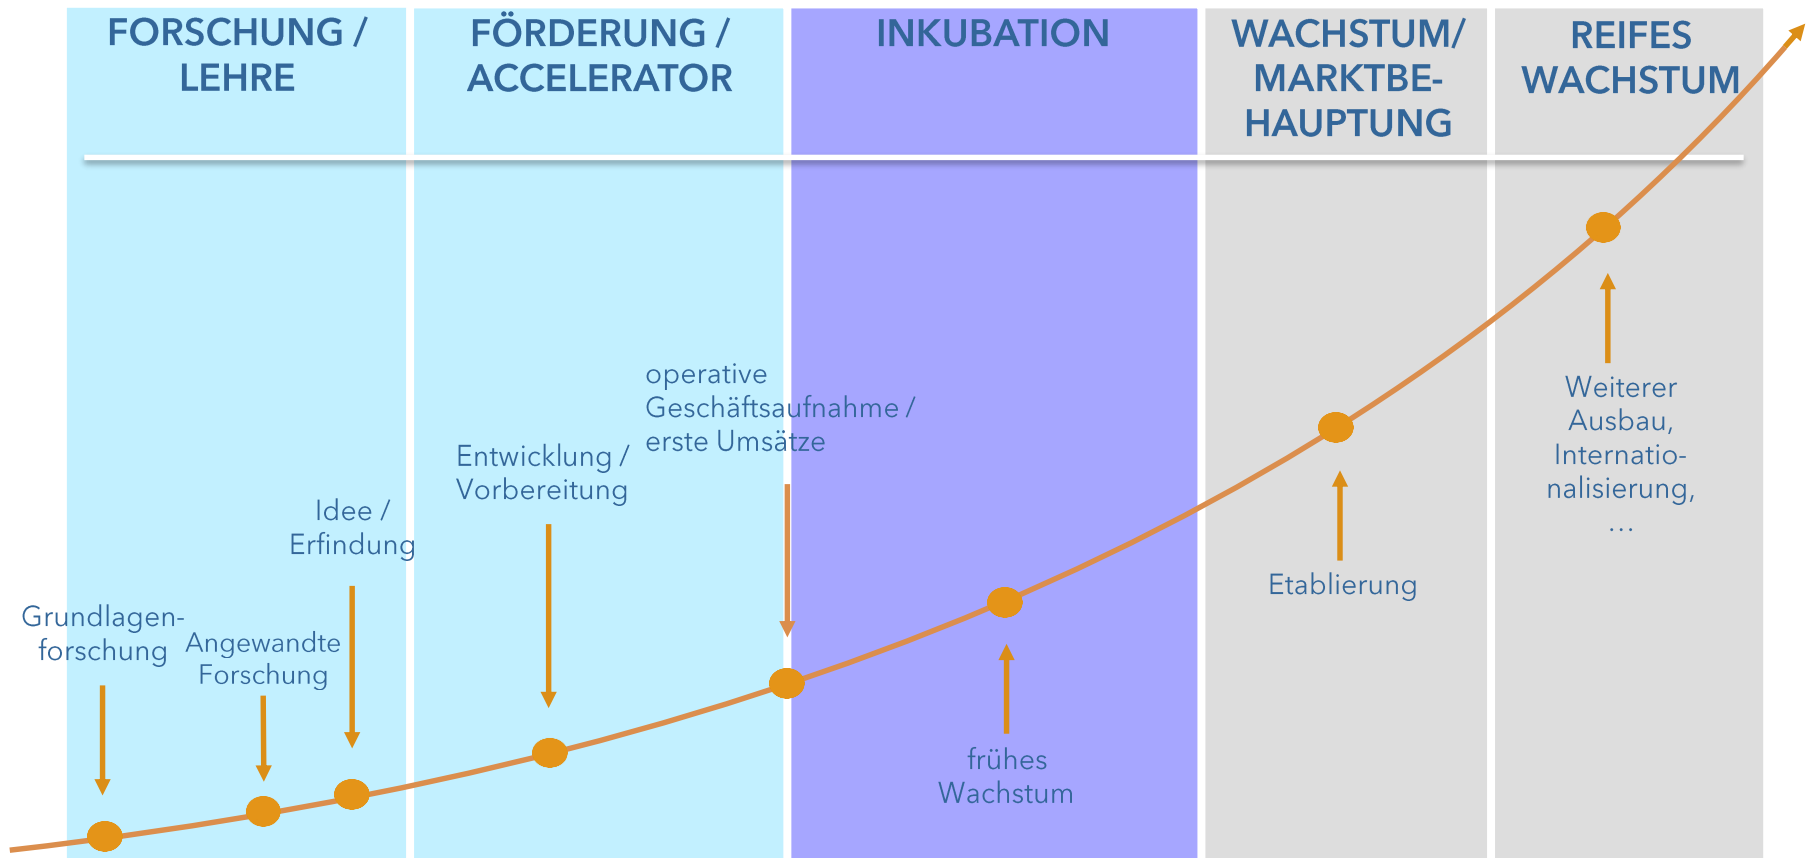 FORSCHUNG /
LEHRE
FÖRDERUNG /
ACCELERATOR
INKUBATION
WACHSTUM/
MARKTBE-
HAUPTUNG
REIFES
WACHSTUM
Grundlagen-
forschung
Angewandte
Forschung
Idee /
Erfindung
Entwicklung /
Vorbereitung
operative
Geschäftsaufnahme /
erste Umsätze
frühes
Wachstum
Etablierung
Weiterer
Ausbau,
Internatio-
nalisierung,
…